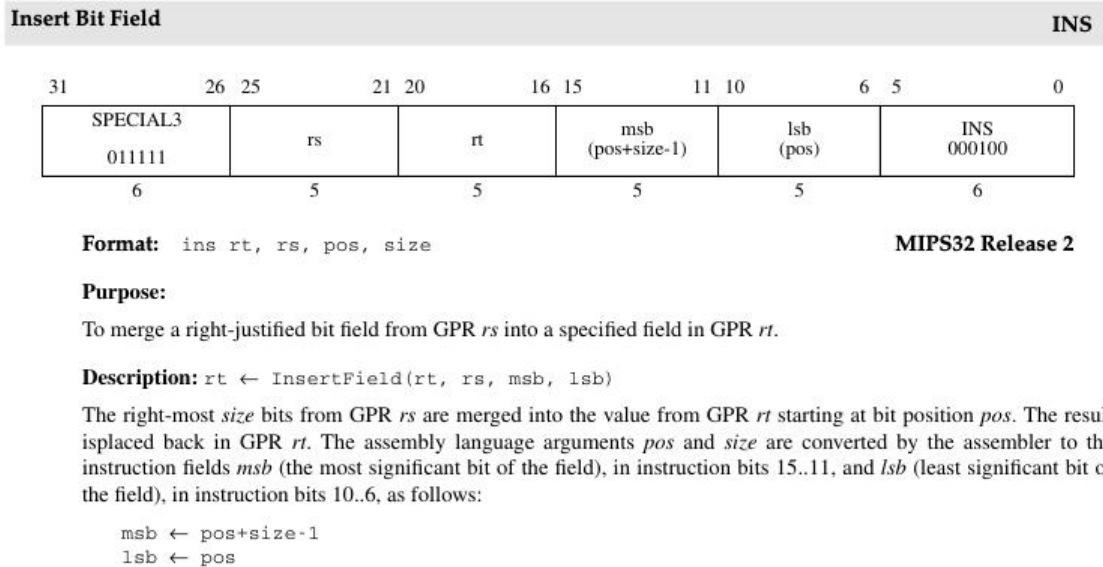 Insert Bit Field INS
31 26 25 21 20 16 15 11 10 6 5 0
SPECIAL3 rs rt msb lsb INS
011111 (pos+size-1) (pos) 000100
6 5 5 5 5 6
Format: ins rt, rs, pos, size MIPS32 Release 2
Purpose:
To merge a right-justified bit field from GPR rs into a specified field in GPR rt.
Description: rt ← InsertField(rt, rs, msb, lsb)
The right-most size bits from GPR rs are merged into the value from GPR rt starting at bit position pos. The resul
isplaced back in GPR rt. The assembly language arguments pos and size are converted by the assembler to th
instruction fields msb (the most significant bit of the field), in instruction bits 15..11, and lsb (least significant bit o
the field), in instruction bits 10..6, as follows:
msb ← pos+size-1
lsb ← pos